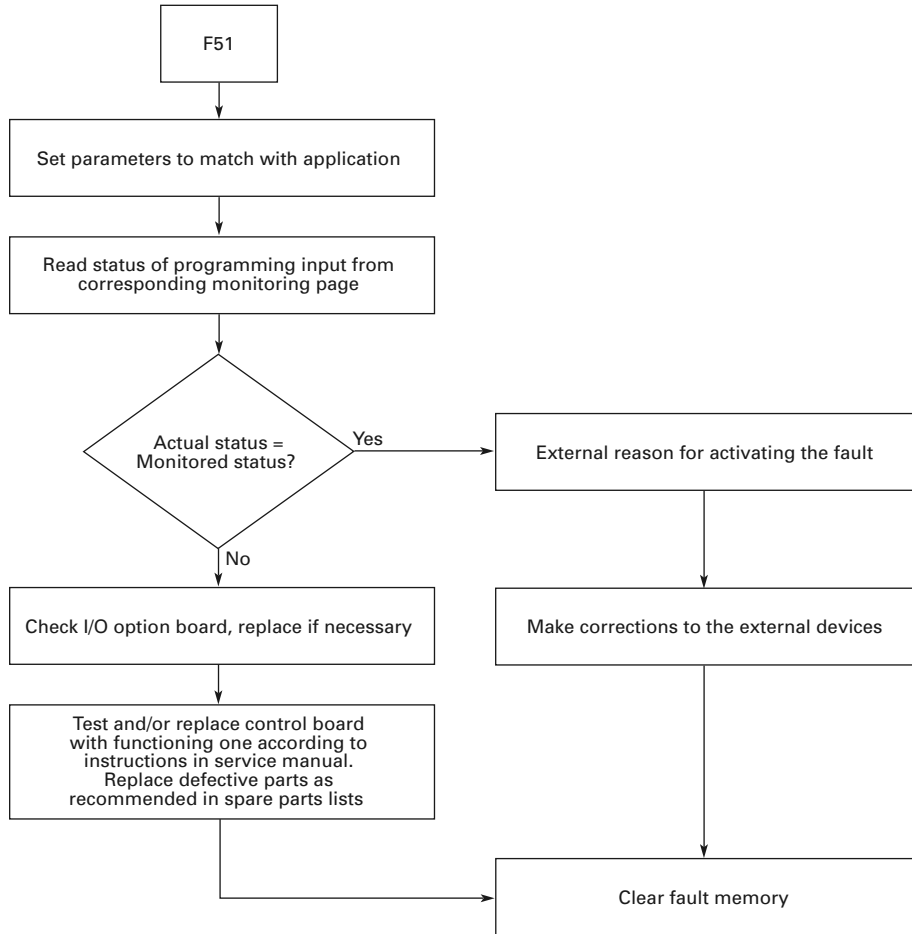 F51
Set parameters to match with application
Read status of programming input from
corresponding monitoring page
Actual status =
Monitored status?
Yes
External reason for activating the fault
No
Check I/O option board, replace if necessary
Make corrections to the external devices
Test and/or replace control board
with functioning one according to
instructions in service manual.
Replace defective parts as
recommended in spare parts lists
Clear fault memory